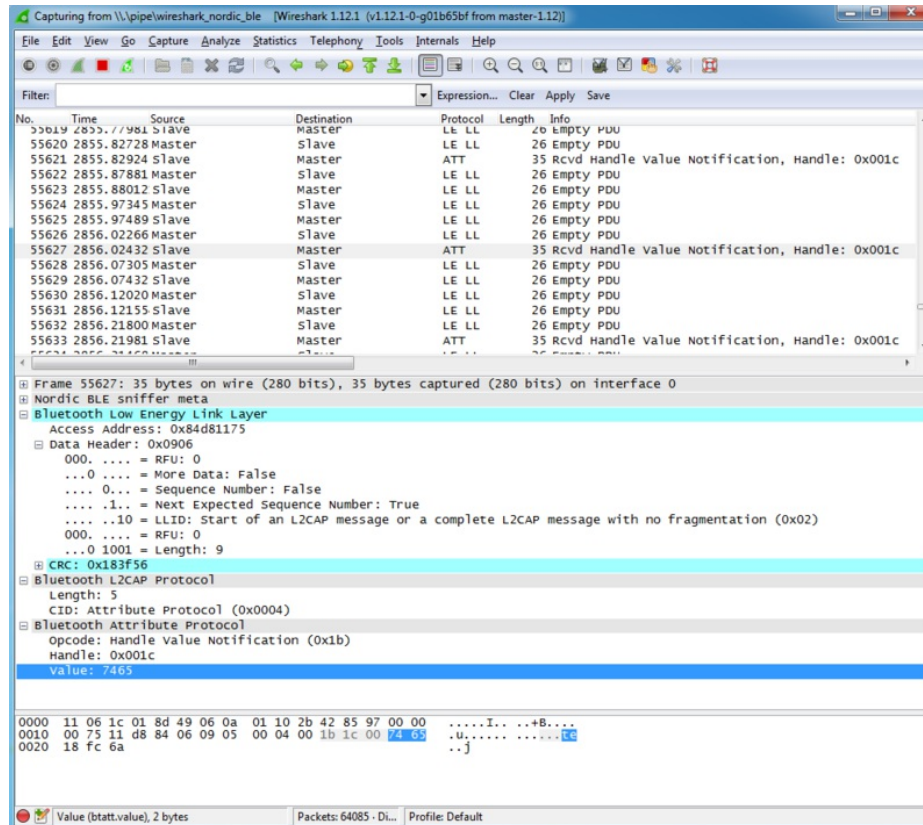 Capturing from \\.\pipe\wireshark_nordic_ble [Wireshark 1.12.1 (v1.12.1-0-g01b65bf from master-1.12)]
File Edit View Go Capture Analyze Statistics Telephony Tools Internals Help
Filter: Expression... Clear Apply Save
No. Time Source Destination Protocol Length Info
55619 2855.77981 Slave Master LE LL 26 Empty PDU
55620 2855.82728 Master Slave LE LL 26 Empty PDU
55621 2855.82924 Slave Master ATT 35 Rcvd Handle Value Notification, Handle: 0x001c
55622 2855.87881 Master Slave LE LL 26 Empty PDU
55623 2855.88012 Slave Master LE LL 26 Empty PDU
55624 2855.97345 Master Slave LE LL 26 Empty PDU
55625 2855.97489 Slave Master LE LL 26 Empty PDU
55626 2856.02266 Master Slave LE LL 26 Empty PDU
55627 2856.02432 Slave Master ATT 35 Rcvd Handle Value Notification, Handle: 0x001c
55628 2856.07305 Master Slave LE LL 26 Empty PDU
55629 2856.07432 Slave Master LE LL 26 Empty PDU
55630 2856.12020 Master Slave LE LL 26 Empty PDU
55631 2856.12155 Slave Master LE LL 26 Empty PDU
55632 2856.21800 Master Slave LE LL 26 Empty PDU
55633 2856.21981 Slave Master ATT 35 Rcvd Handle Value Notification, Handle: 0x001c
Frame 55627: 35 bytes on wire (280 bits), 35 bytes captured (280 bits) on interface 0
Nordic BLE sniffer meta
Bluetooth Low Energy Link Layer
Access Address: 0x84d81175
Data Header: 0x0906
000. .... = RFU: 0
...0 .... = More Data: False
.... 0... = Sequence Number: False
.... .1.. = Next Expected Sequence Number: True
.... ..10 = LLID: Start of an L2CAP message or a complete L2CAP message with no fragmentation (0x02)
000. .... = RFU: 0
...0 1001 = Length: 9
CRC: 0x183f56
Bluetooth L2CAP Protocol
Length: 5
CID: Attribute Protocol (0x0004)
Bluetooth Attribute Protocol
Opcode: Handle Value Notification (0x1b)
Handle: 0x001c
Value: 7465
0000 11 06 1c 01 8d 49 06 0a 01 10 2b 42 85 97 00 00 .....I.. ..+B....
0010 00 75 11 d8 84 06 09 05 00 04 00 1b 1c 00 74 65 .u...... ......te
0020 18 fc 6a ..j
Value (btatt.value), 2 bytes Packets: 64085 · Di... Profile: Default